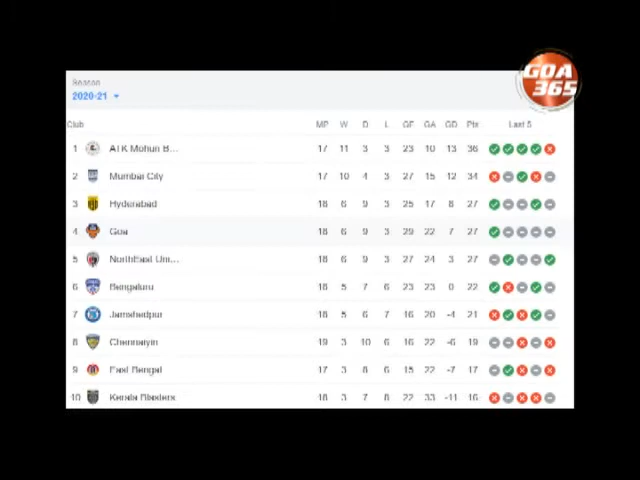 GOA
365
Season
2020-21
Club MP W D L GF GA GD Pts Last 5
1 ATK Mohun B... 17 11 3 3 23 10 13 36
2 Mumbai City 17 10 4 3 27 15 12 34
3 Hyderabad 18 6 9 3 25 17 8 27
4 Goa 18 6 9 3 29 22 7 27
5 NorthEast Uni... 18 6 9 3 27 24 3 27
6 Bengaluru 18 5 7 6 23 23 0 22
7 Jamshedpur 18 5 6 7 16 20 -4 21
8 Chennaiyin 19 3 10 6 16 22 -6 19
9 East Bengal 17 3 8 6 15 22 -7 17
10 Kerala Blasters 18 3 7 8 22 33 -11 16